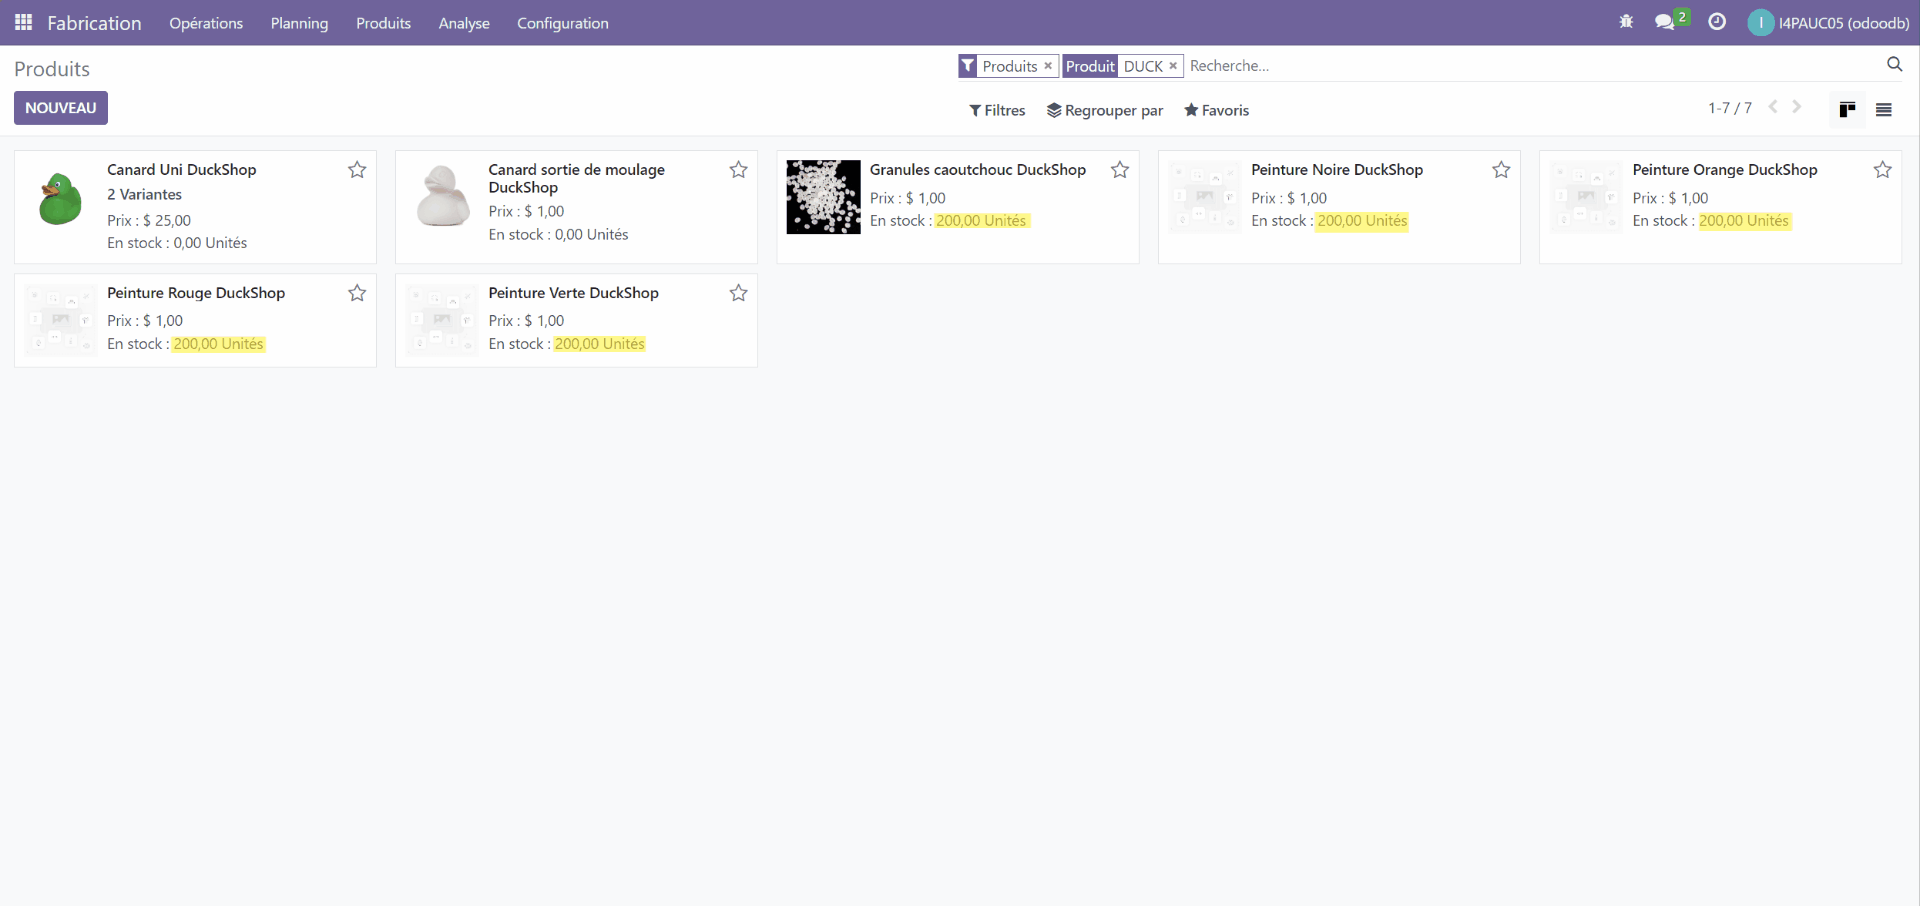 Fabrication Opérations Planning Produits Analyse Configuration 2 I I4PAUC05 (odoodb)
Produits
Produits × Produit DUCK × Recherche...
NOUVEAU
Filtres Regrouper par Favoris 1-7 / 7
Canard Uni DuckShop
2 Variantes
Prix : $ 25,00
En stock : 0,00 Unités
Canard sortie de moulage
DuckShop
Prix : $ 1,00
En stock : 0,00 Unités
Granules caoutchouc DuckShop
Prix : $ 1,00
En stock : 200,00 Unités
Peinture Noire DuckShop
Prix : $ 1,00
En stock : 200,00 Unités
Peinture Orange DuckShop
Prix : $ 1,00
En stock : 200,00 Unités
Peinture Rouge DuckShop
Prix : $ 1,00
En stock : 200,00 Unités
Peinture Verte DuckShop
Prix : $ 1,00
En stock : 200,00 Unités